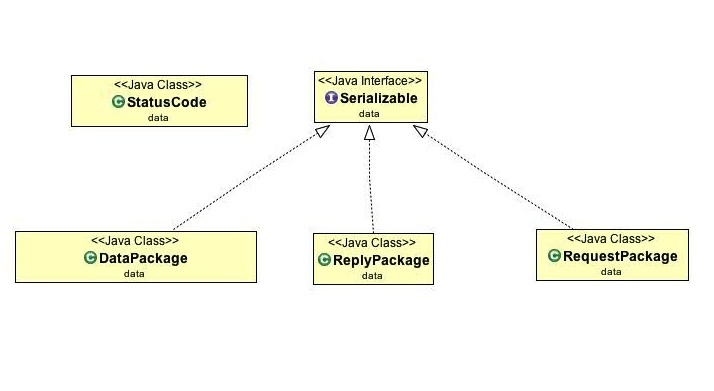 <<Java Class>>
StatusCode
data
<<Java Interface>>
Serializable
data
<<Java Class>>
DataPackage
data
<<Java Class>>
ReplyPackage
data
<<Java Class>>
RequestPackage
data